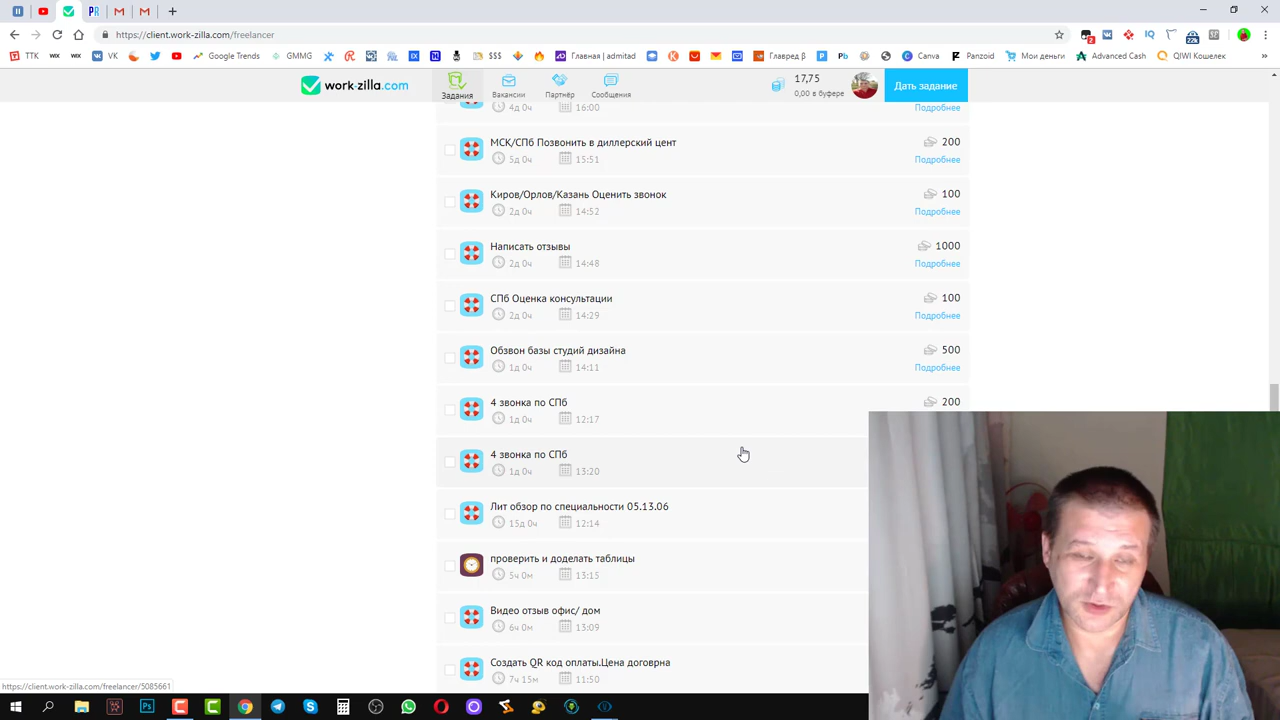 https://client.work-zilla.com/freelancer
ТТК
wix
wix
VK
Google Trends
GMMG
$$$
Главная | admitad
Главред β
Canva
Panzoid
Мои деньги
Advanced Cash
QIWI Кошелек
work-zilla.com
Задания
Вакансии
Партнёр
Сообщения
17,75
0,00 в буфере
Дать задание
4д 0ч 16:00
Подробнее
МСК/СПб Позвонить в диллерский цент
200
5д 0ч 15:51
Подробнее
Киров/Орлов/Казань Оценить звонок
100
2д 0ч 14:52
Подробнее
Написать отзывы
1000
2д 0ч 14:48
Подробнее
СПб Оценка консультации
100
2д 0ч 14:29
Подробнее
Обзвон базы студий дизайна
500
1д 0ч 14:11
Подробнее
4 звонка по СПб
200
1д 0ч 12:17
4 звонка по СПб
1д 0ч 13:20
Лит обзор по специальности 05.13.06
15д 0ч 12:14
проверить и доделать таблицы
5ч 0м 13:15
Видео отзыв офис/ дом
6ч 0м 13:09
Создать QR код оплаты.Цена договрна
7ч 15м 11:50
https://client.work-zilla.com/freelancer/5085661